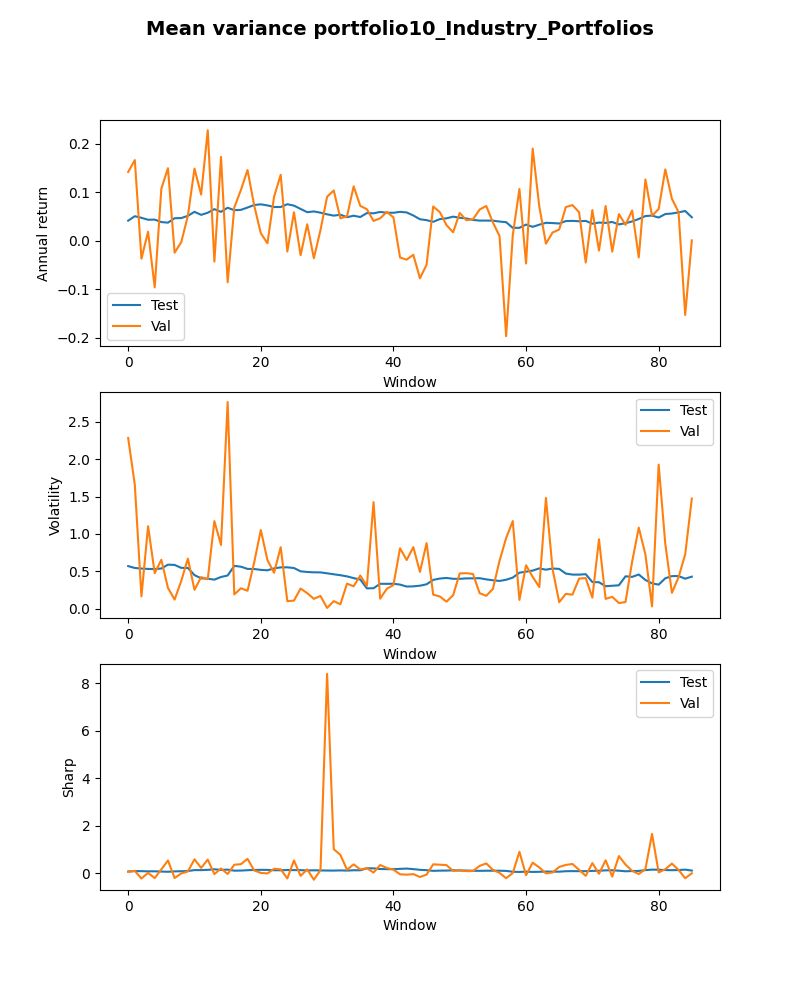 Mean variance portfolio10_Industry_Portfolios
0.2
0.1
0.0
−0.1
−0.2
Annual return
Test
Val
0 20 40 60 80
Window
2.5
2.0
1.5
1.0
0.5
0.0
Volatility
Test
Val
0 20 40 60 80
Window
8
6
4
2
0
Sharp
Test
Val
0 20 40 60 80
Window